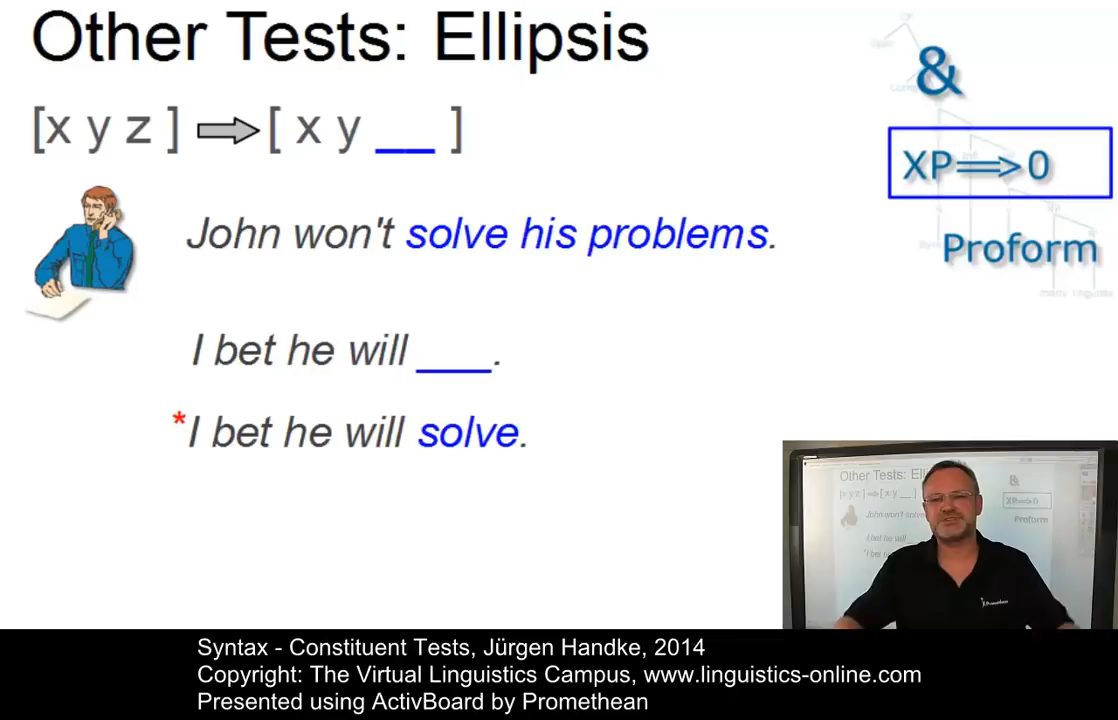 Other Tests: Ellipsis
&
[x y z ] ⇨ [ x y __ ]
XP ⇒ 0
John won't solve his problems.
Proform
I bet he will ___.
*I bet he will solve.
Syntax - Constituent Tests, Jürgen Handke, 2014
Copyright: The Virtual Linguistics Campus, www.linguistics-online.com
Presented using ActivBoard by Promethean